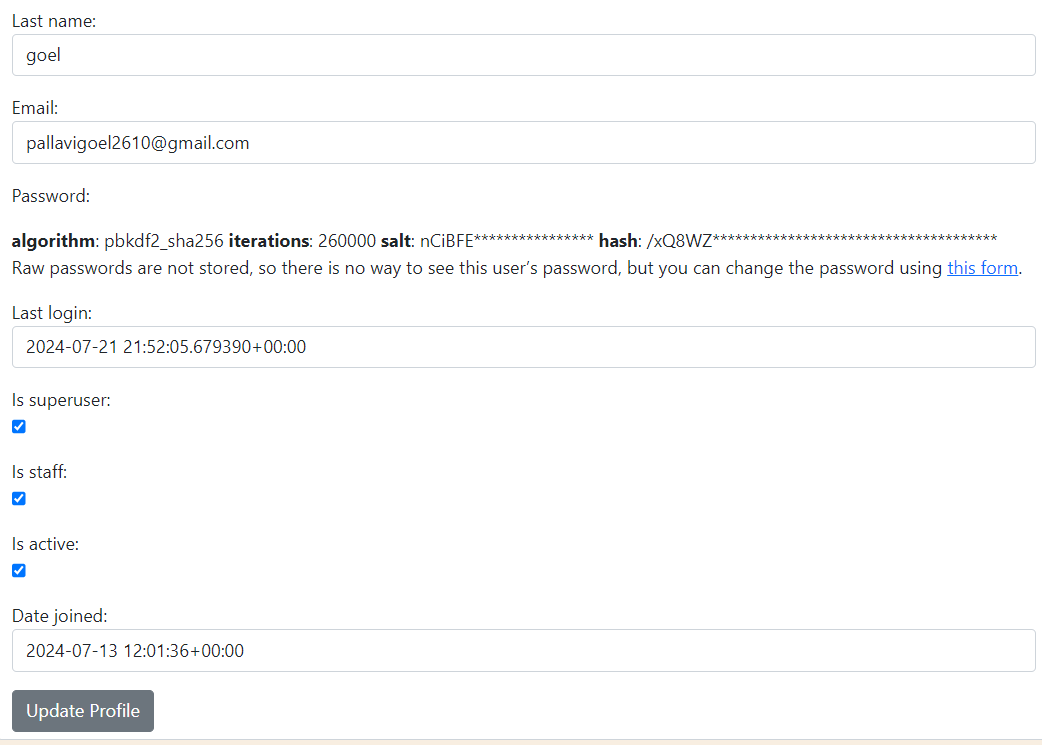 Last name:
goel
Email:
pallavigoel2610@gmail.com
Password:
algorithm: pbkdf2_sha256 iterations: 260000 salt: nCiBFE**************** hash: /xQ8WZ**************************************
Raw passwords are not stored, so there is no way to see this user’s password, but you can change the password using this form.
Last login:
2024-07-21 21:52:05.679390+00:00
Is superuser:
Is staff:
Is active:
Date joined:
2024-07-13 12:01:36+00:00
Update Profile